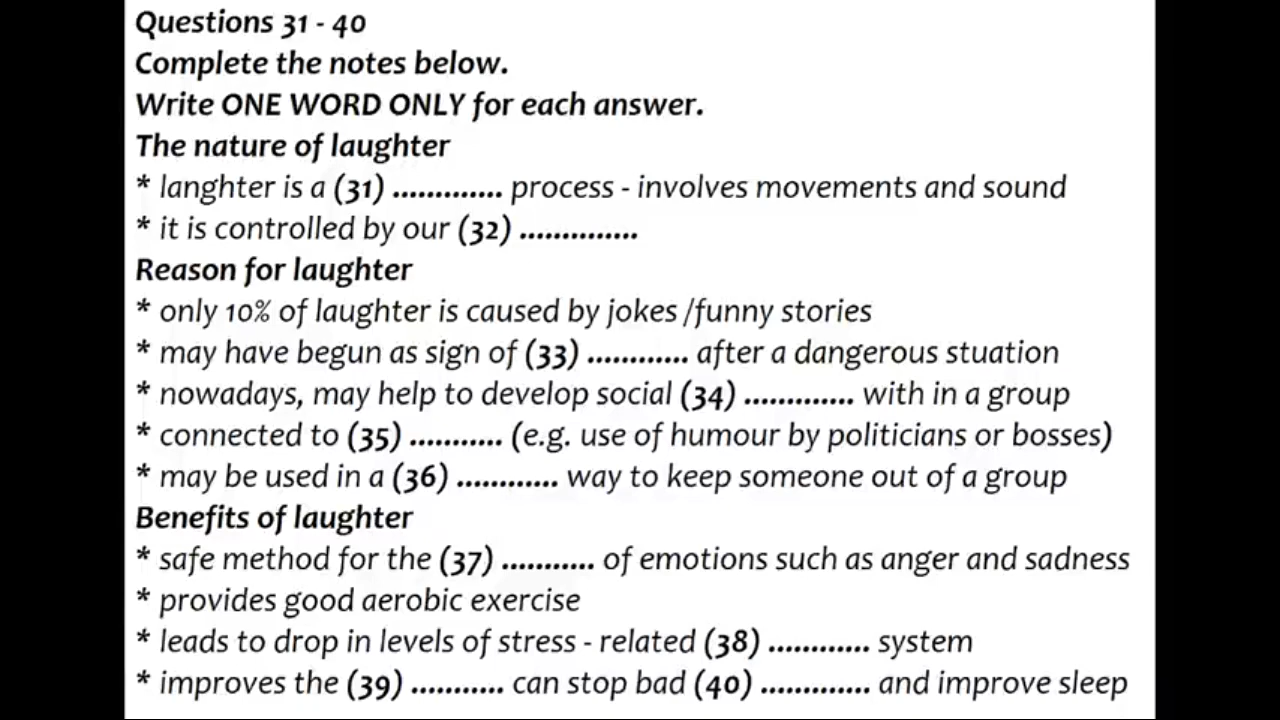 Questions 31 - 40
Complete the notes below.
Write ONE WORD ONLY for each answer.
The nature of laughter
* langhter is a (31) ............. process - involves movements and sound
* it is controlled by our (32) ..............
Reason for laughter
* only 10% of laughter is caused by jokes /funny stories
* may have begun as sign of (33) ............ after a dangerous stuation
* nowadays, may help to develop social (34) ............. with in a group
* connected to (35) ........... (e.g. use of humour by politicians or bosses)
* may be used in a (36) ............ way to keep someone out of a group
Benefits of laughter
* safe method for the (37) ........... of emotions such as anger and sadness
* provides good aerobic exercise
* leads to drop in levels of stress - related (38) ............ system
* improves the (39) ........... can stop bad (40) ............. and improve sleep